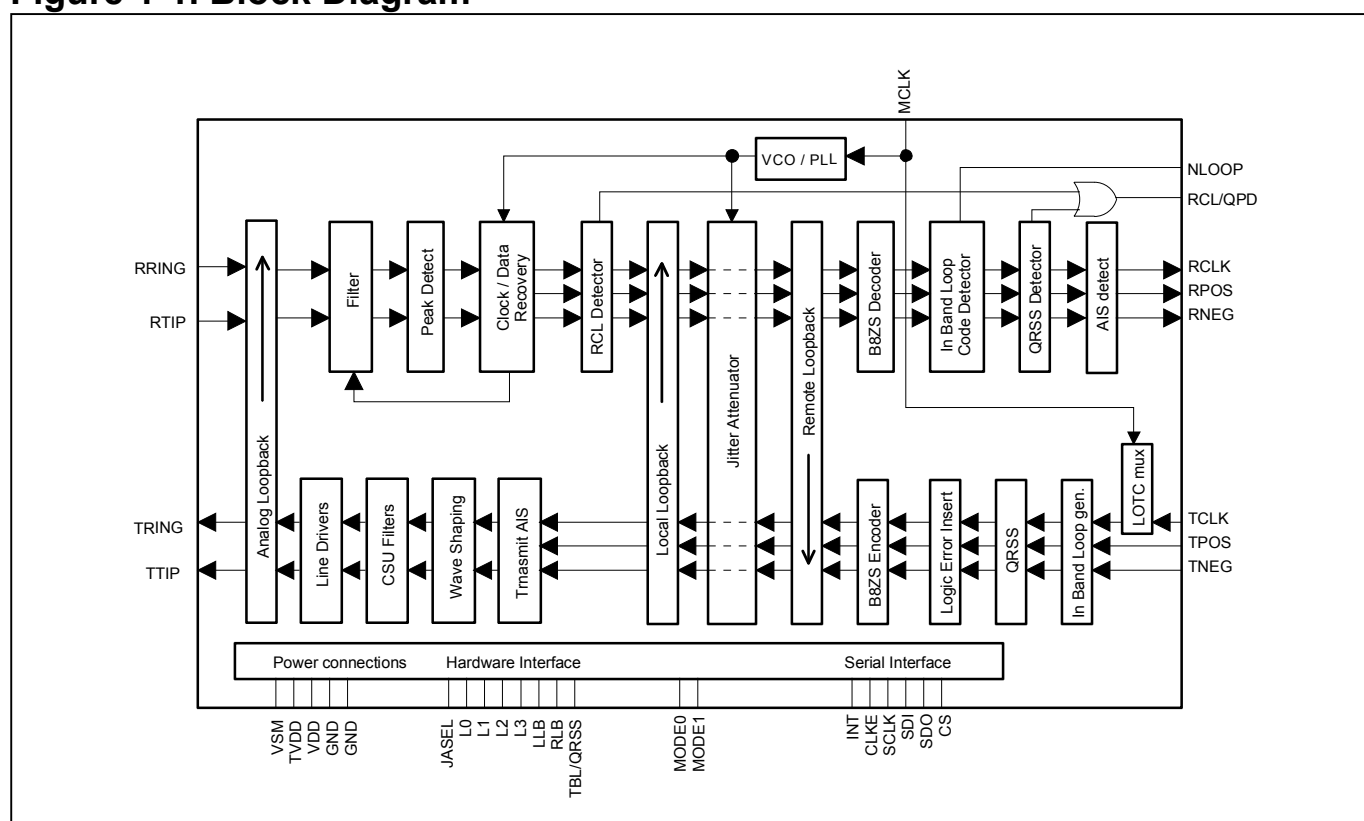 Figure Block Diagram
MCLK
VCO / PLL
NLOOP
RCL/QPD
RRING
RTIP
Analog Loopback
Filter
Peak Detect
Clock / Data
Recovery
RCL Detector
Local Loopback
Jitter Attenuator
Remote Loopback
B8ZS Decoder
In Band Loop
Code Detector
QRSS Detector
AIS detect
RCLK
RPOS
RNEG
TRING
TTIP
Line Drivers
CSU Filters
Wave Shaping
Trnasmit AIS
B8ZS Encoder
Logic Error Insert
QRSS
In Band Loop gen.
LOTC mux
TCLK
TPOS
TNEG
Power connections
Hardware Interface
Serial Interface
VSM
TVDD
VDD
GND
GND
JASEL
L0
L1
L2
L3
LLB
RLB
TBL/QRSS
MODE0
MODE1
INT
CLKE
SCLK
SDI
SDO
CS